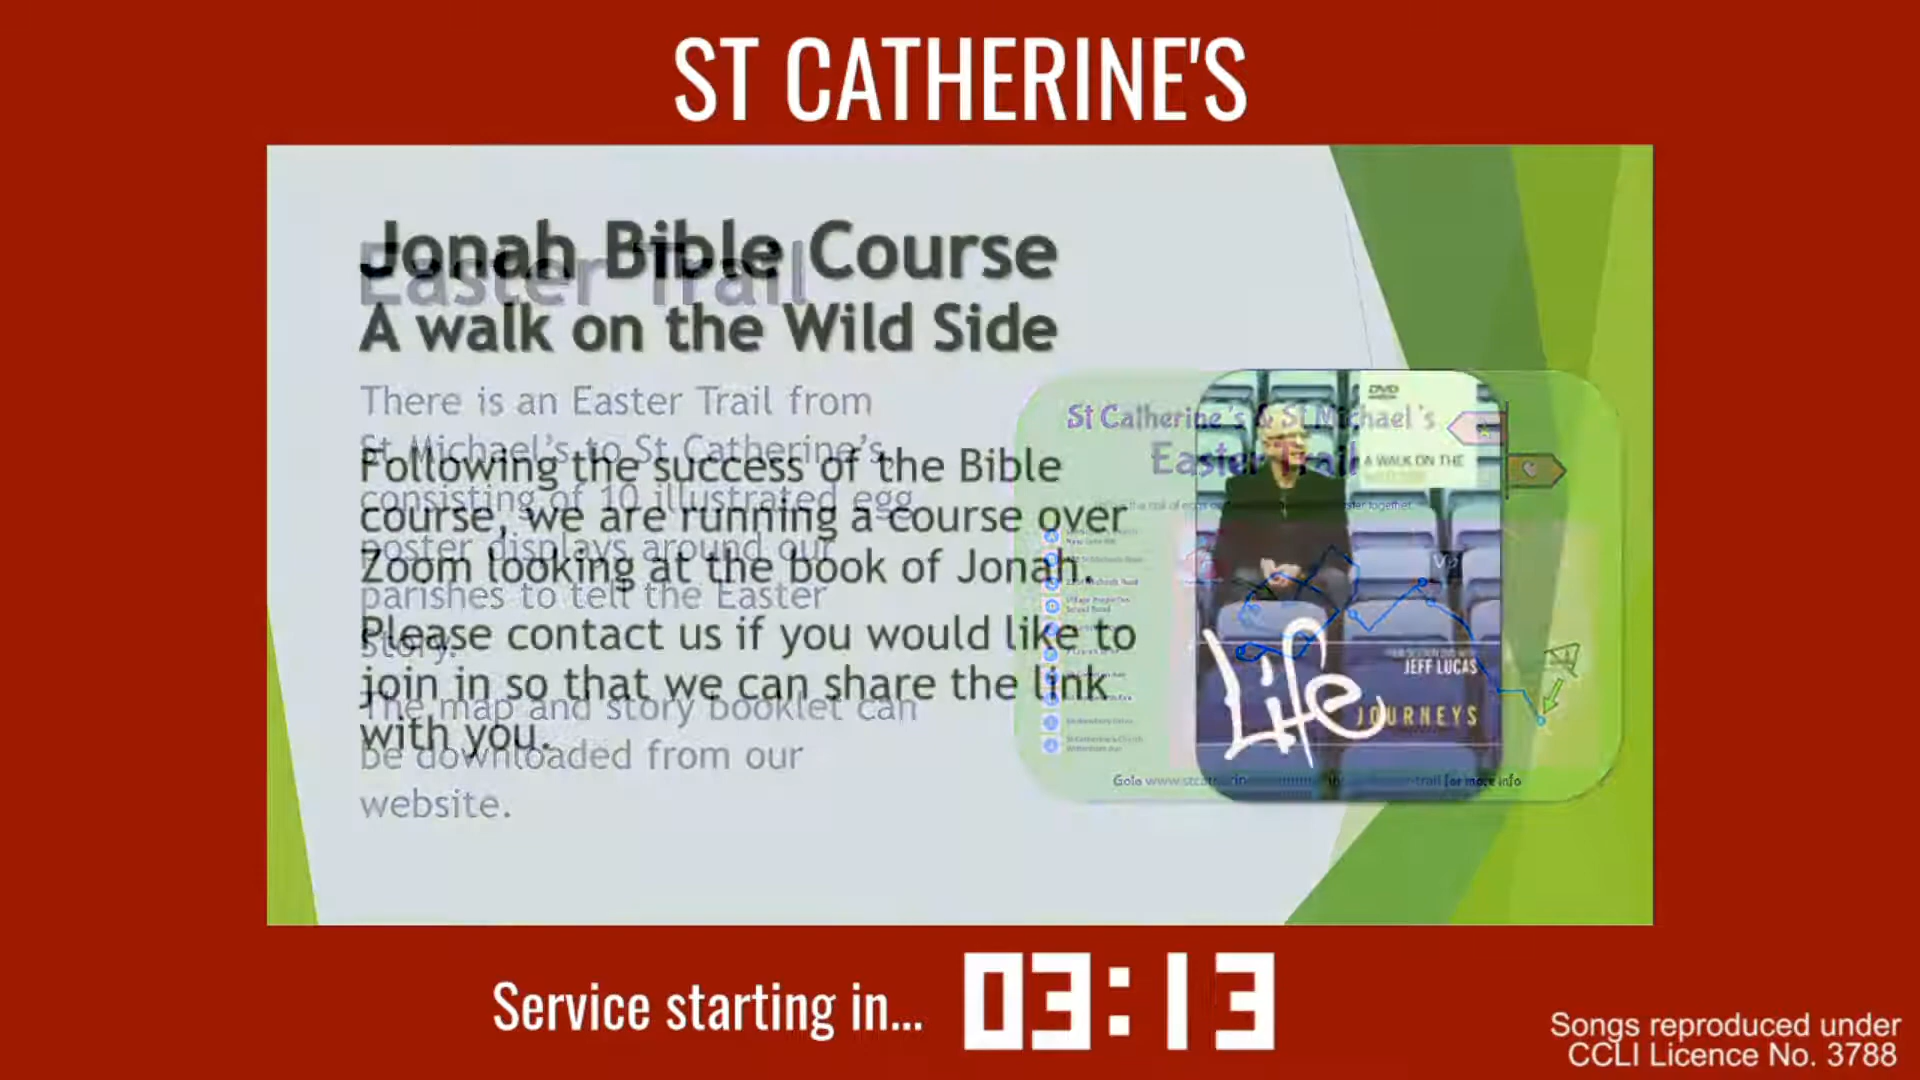 ST CATHERINE'S
Jonah Bible Course
A walk on the Wild Side
Following the success of the Bible
course, we are running a course over
Zoom looking at the book of Jonah.
Please contact us if you would like to
join in so that we can share the link
with you.
Easter Trail
There is an Easter Trail from
St Michael's to St Catherine's,
consisting of 10 illustrated egg
poster displays around our
parishes to tell the Easter
Story.
The map and story booklet can
be downloaded from our
website.
St Catherine's & St Michael's
Easter Trail
DVD
A WALK ON THE
JEFF LUCAS
Life
JOURNEYS
for more info
Service starting in... 03:13
Songs reproduced under
CCLI Licence No. 3788